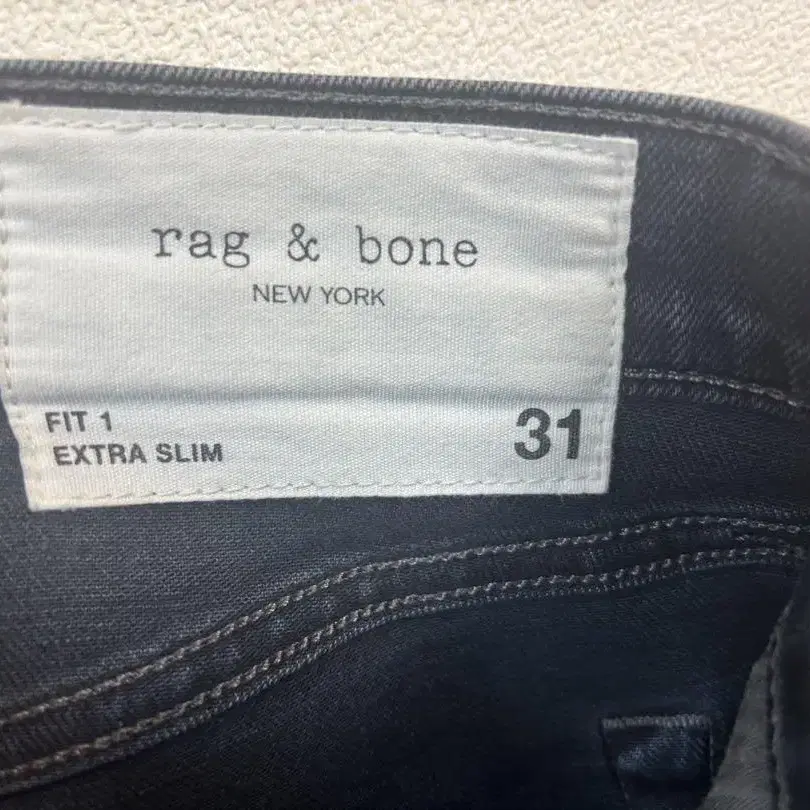 rag & bone
NEW YORK
FIT 1
EXTRA SLIM
31